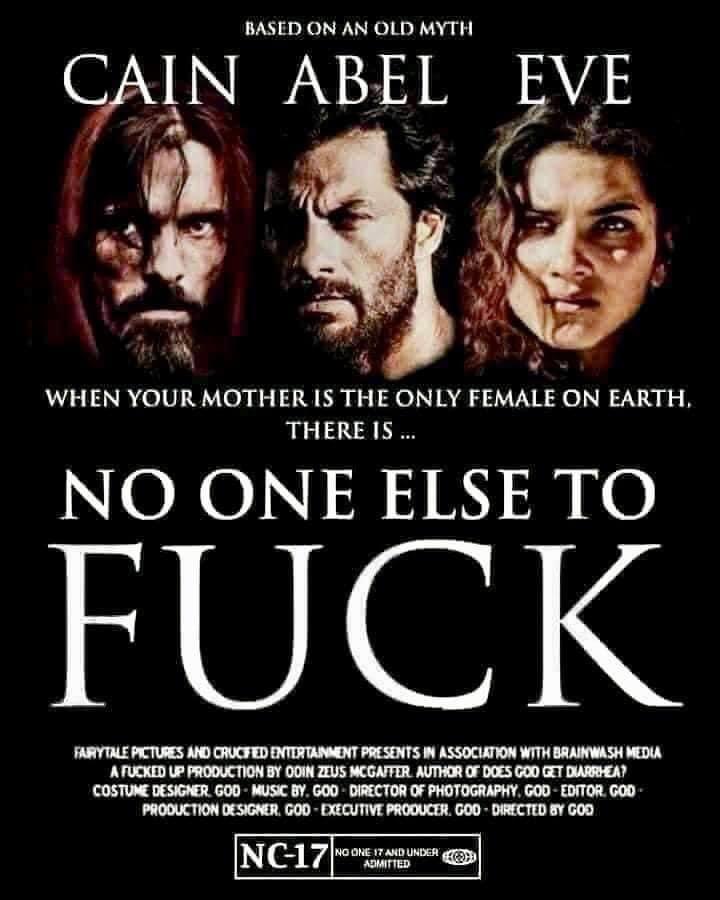 BASED ON AN OLD MYTH
CAIN ABEL EVE
WHEN YOUR MOTHER IS THE ONLY FEMALE ON EARTH,
THERE IS ...
NO ONE ELSE TO
FUCK
FAIRYTALE PICTURES AND CRUCIFIED ENTERTAINMENT PRESENTS IN ASSOCIATION WITH BRAINWASH MEDIA
A FUCKED UP PRODUCTION BY ODIN ZEUS MCGAFFER. AUTHOR OF DOES GOD GET DIARRHEA?
COSTUME DESIGNER, GOD - MUSIC BY, GOD - DIRECTOR OF PHOTOGRAPHY, GOD - EDITOR, GOD -
PRODUCTION DESIGNER, GOD - EXECUTIVE PRODUCER, GOD - DIRECTED BY GOD
NC-17 NO ONE 17 AND UNDER
ADMITTED